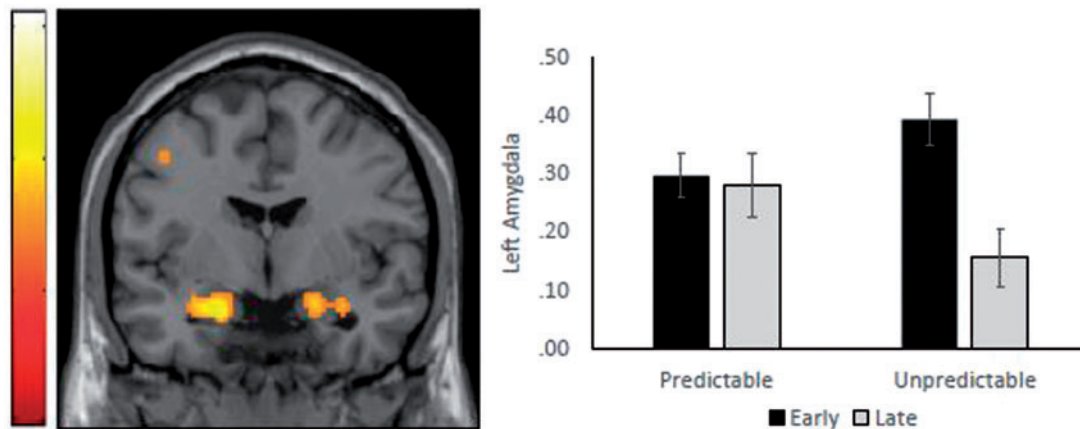 .50
.40
.30
.20
.10
.00
Left Amygdala
Predictable Unpredictable
Early Late